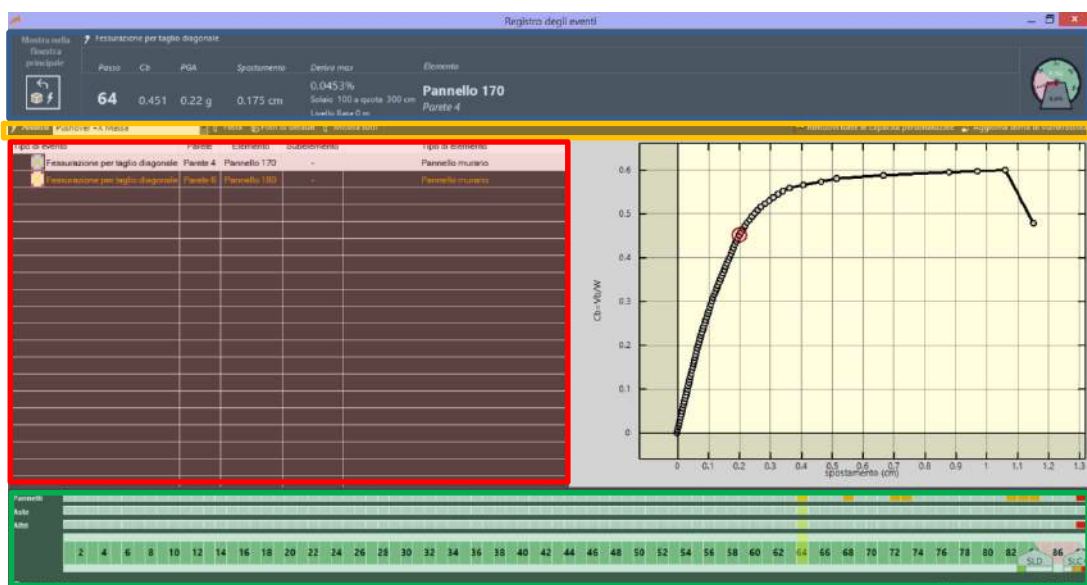 Registro degli eventi
Mostra nella finestra principale
Fessurazione per taglio diagonale
Passo Cb PGA Spostamento Deriva max Elemento
64 0.451 0.22 g 0.175 cm
0.0453%
Solaio 100 a quota 300 cm
Livello Base 0 m
Pannello 170
Parete 4
Pushover +X Masse
Tipo di evento Parete Elemento Subelemento Tipo di elemento
Fessurazione per taglio diagonale Parete 4 Pannello 170 - Pannello murario
Fessurazione per taglio diagonale Parete 6 Pannello 180 - Pannello murario
Cb=Vb/W
0.6
0.5
0.4
0.3
0.2
0.1
0
0 0.1 0.2 0.3 0.4 0.5 0.6 0.7 0.8 0.9 1 1.1 1.2 1.3
spostamento (cm)
Pannelli
Aste
Altri
2 4 6 8 10 12 14 16 18 20 22 24 26 28 30 32 34 36 38 40 42 44 46 48 50 52 54 56 58 60 62 64 66 68 70 72 74 76 78 80 82 86
SLD SLC